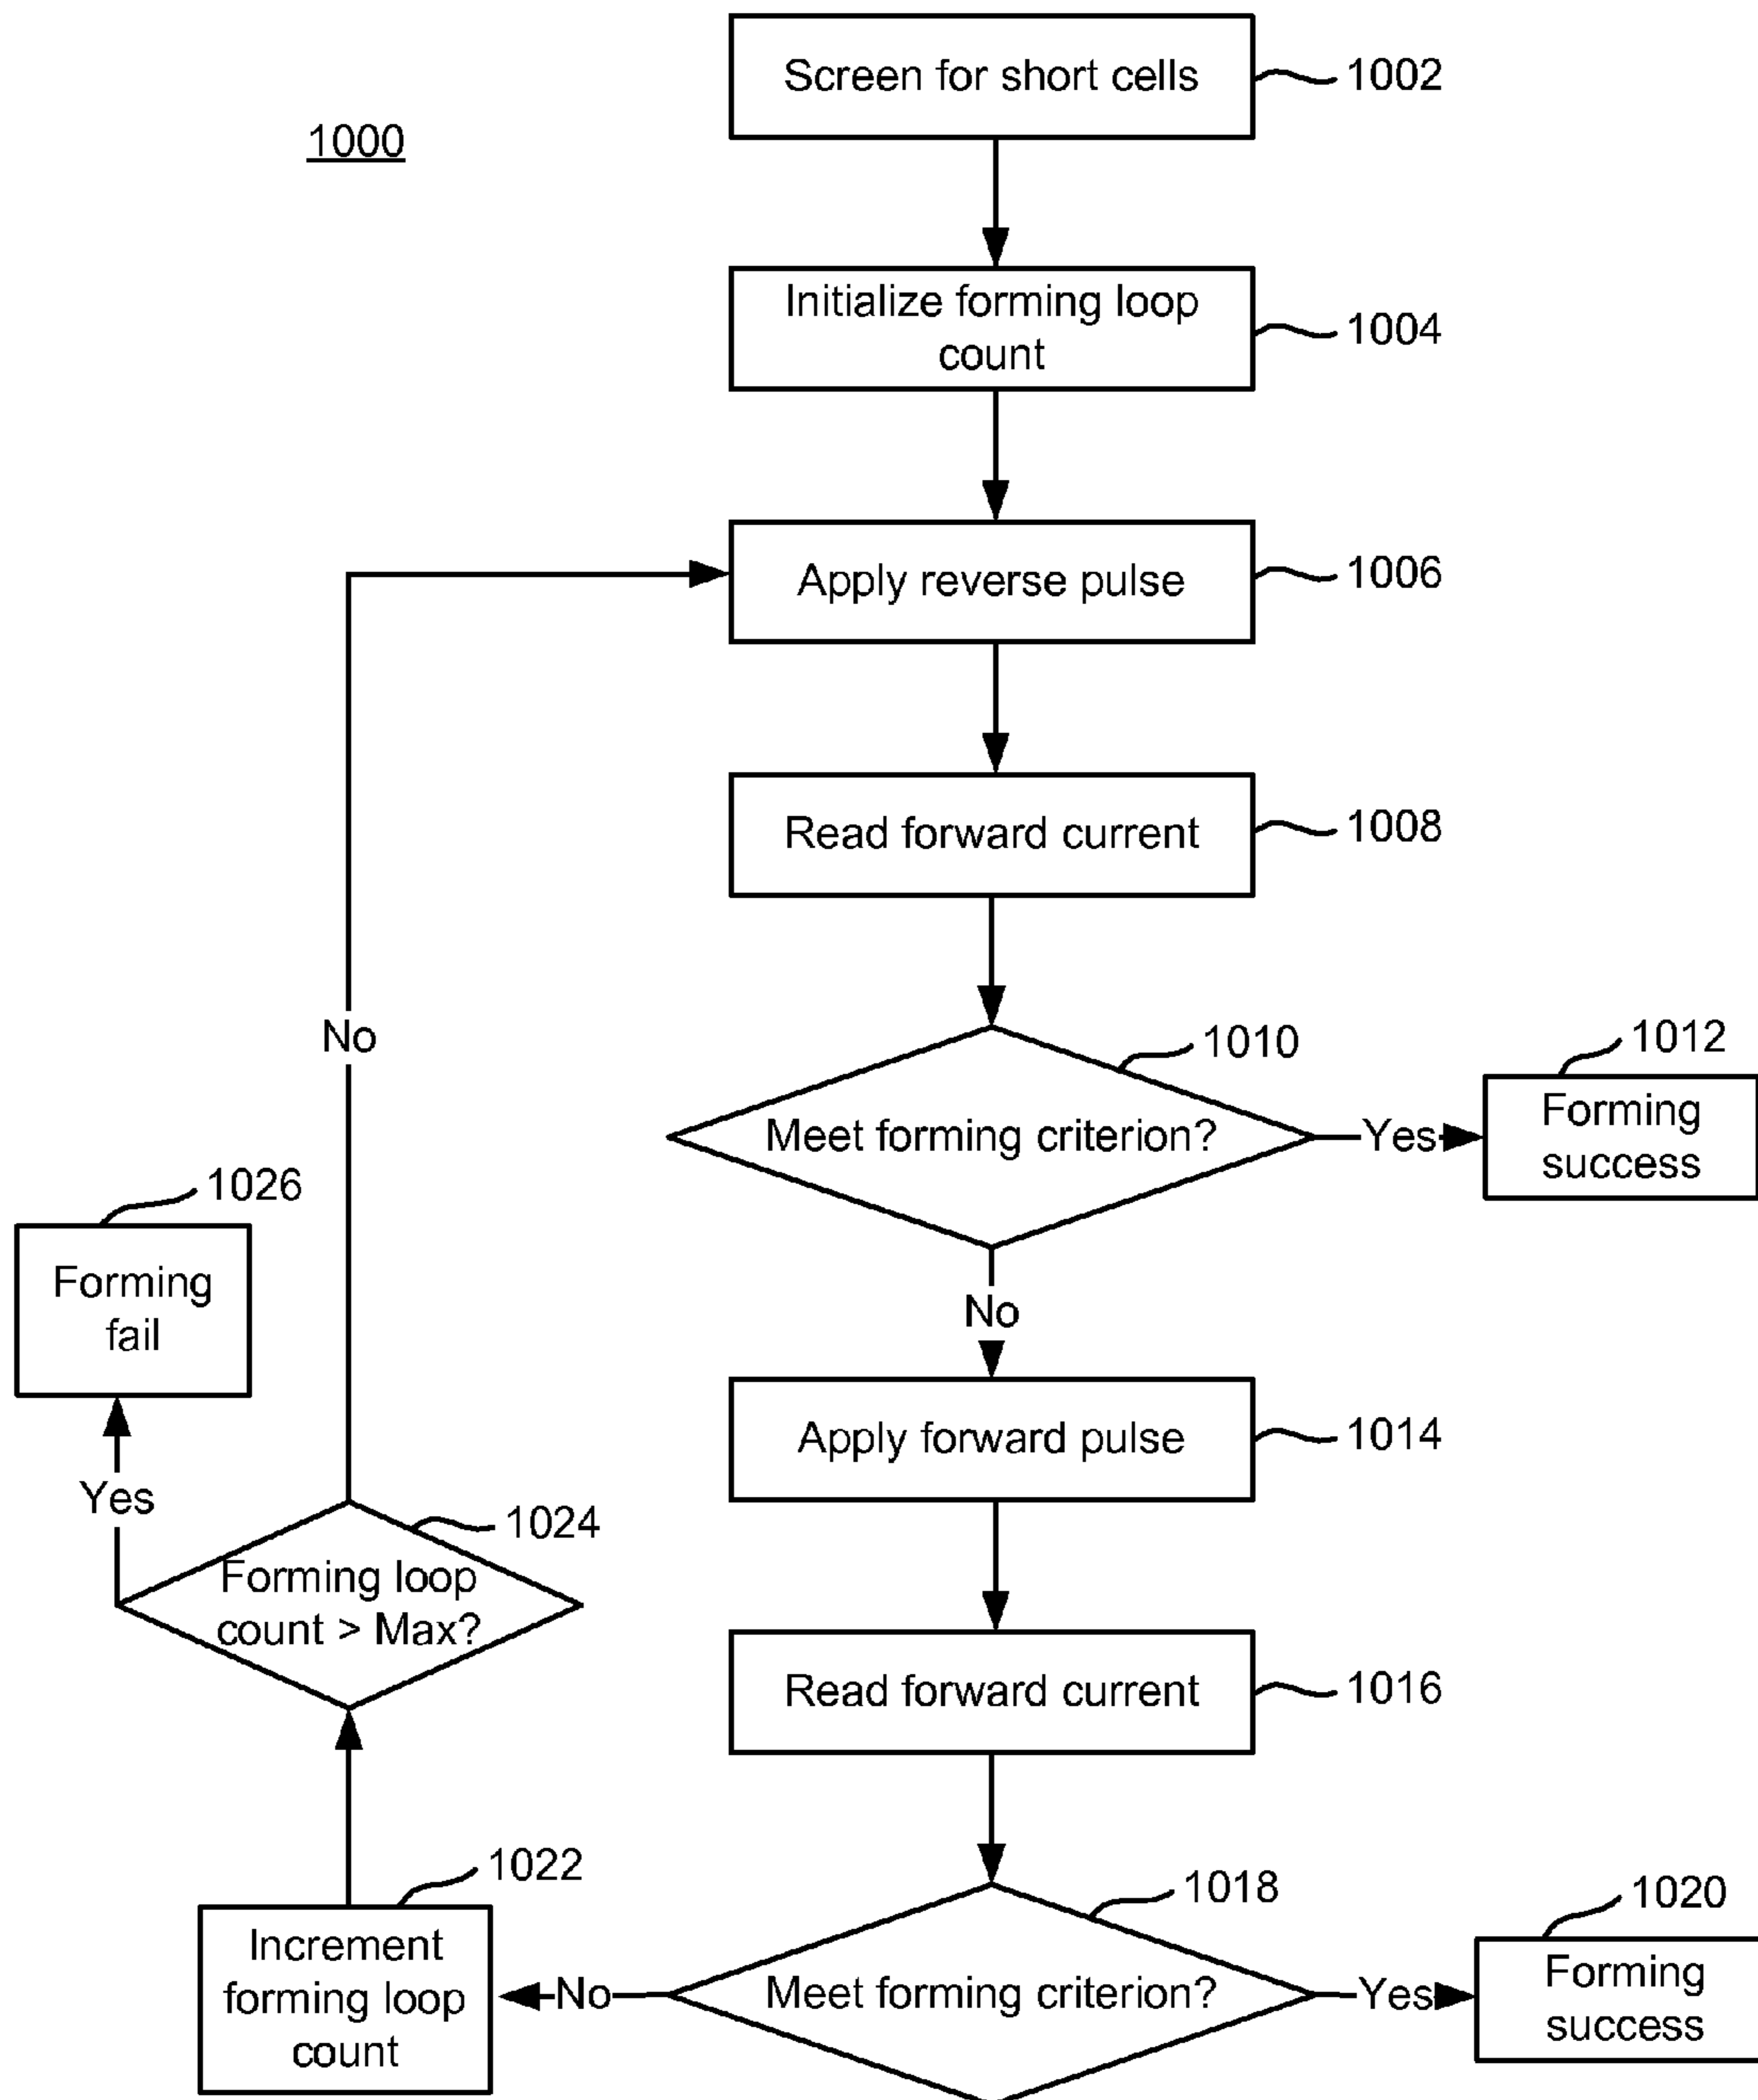 Screen for short cells
1002
1000
Initialize forming loop
count
1004
Apply reverse pulse
1006
Read forward current
1008
No
1010
1012
Meet forming criterion?
Yes
Forming
success
1026
Forming
fail
No
Apply forward pulse
1014
Yes
1024
Forming loop
count > Max?
Read forward current
1016
1022
1018
1020
Increment
forming loop
count
No
Meet forming criterion?
Yes
Forming
success